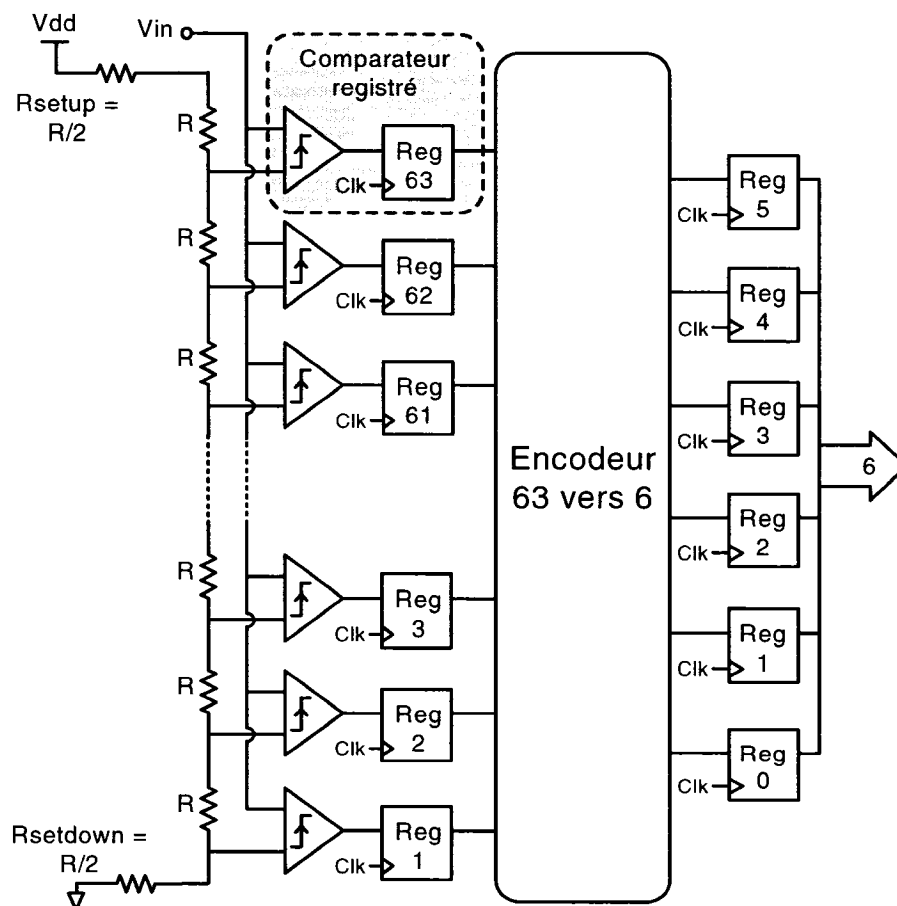 Vdd
Vin
Comparateur
registré
Rsetup =
R/2
R
Reg
63
Clk
Reg
5
Clk
R
Reg
62
Clk
Reg
4
Clk
R
Reg
61
Clk
Reg
3
Clk
Encodeur
63 vers 6
6
Reg
2
Clk
R
Reg
3
Clk
Reg
1
Clk
R
Reg
2
Clk
Reg
0
Clk
R
Reg
1
Clk
Rsetdown =
R/2